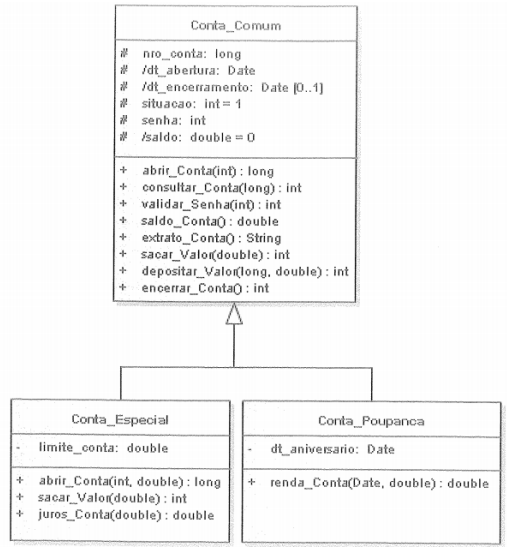 Conta_Comum
# nro_conta: long
# /dt_abertura: Date
# /dt_encerramento: Date [0..1]
# situacao: int = 1
# senha: int
# /saldo: double = 0
+ abrir_Conta(int) : long
+ consultar_Conta(long) : int
+ validar_Senha(int) : int
+ saldo_Conta() : double
+ extrato_Conta() : String
+ sacar_Valor(double) : int
+ depositar_Valor(long, double) : int
+ encerrar_Conta() : int
Conta_Especial
- limite_conta: double
+ abrir_Conta(int, double) : long
+ sacar_Valor(double) : int
+ juros_Conta(double) : double
Conta_Poupanca
- dt_aniversario: Date
+ renda_Conta(Date, double) : double